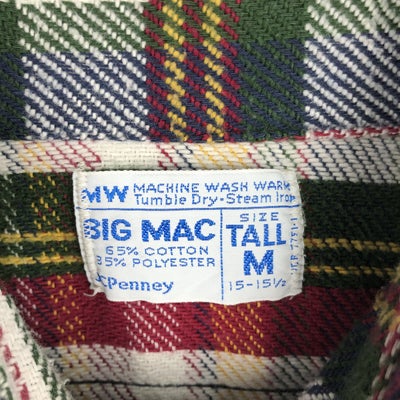 MW MACHINE WASH WARM
Tumble Dry-Steam Iron
BIG MAC
65% COTTON
35% POLYESTER
JCPenney
SIZE
TALL
M
15-15½